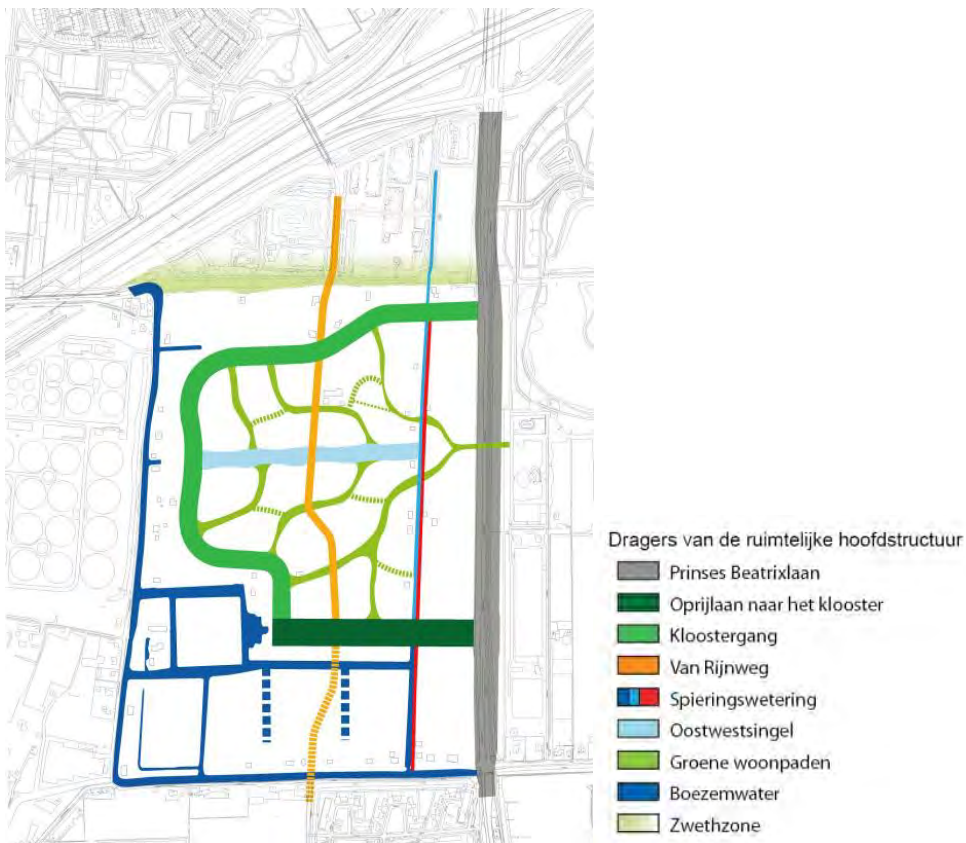 Dragers van de ruimtelijke hoofdstructuur
Prinses Beatrixlaan
Oprijlaan naar het klooster
Kloostergang
Van Rijnweg
Spieringswetering
Oostwestsingel
Groene woonpaden
Boezemwater
Zwethzone